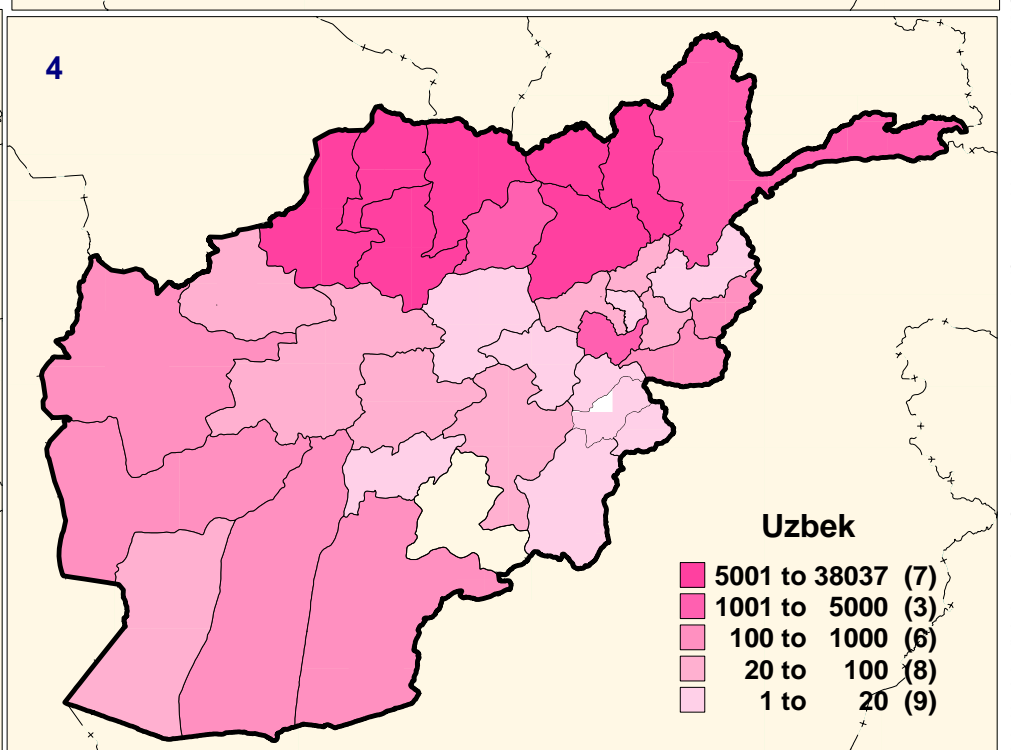 4
Uzbek
5001 to 38037 (7)
1001 to 5000 (3)
100 to 1000 (6)
20 to 100 (8)
1 to 20 (9)